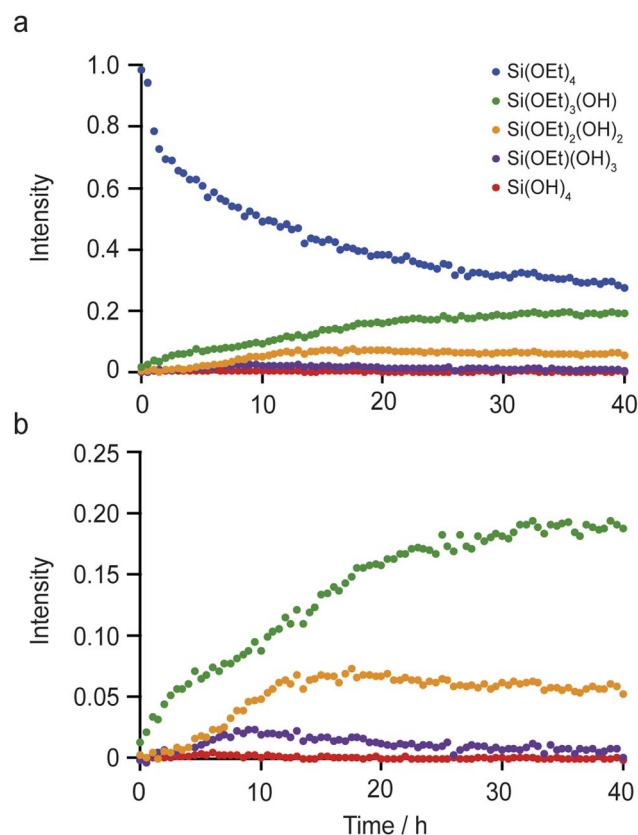 a
1.0
0.8
0.6
0.4
0.2
0
Intensity
Si(OEt)₄
Si(OEt)₃(OH)
Si(OEt)₂(OH)₂
Si(OEt)(OH)₃
Si(OH)₄
0 10 20 30 40
b
0.25
0.20
0.15
0.10
0.05
0
Intensity
0 10 20 30 40
Time / h